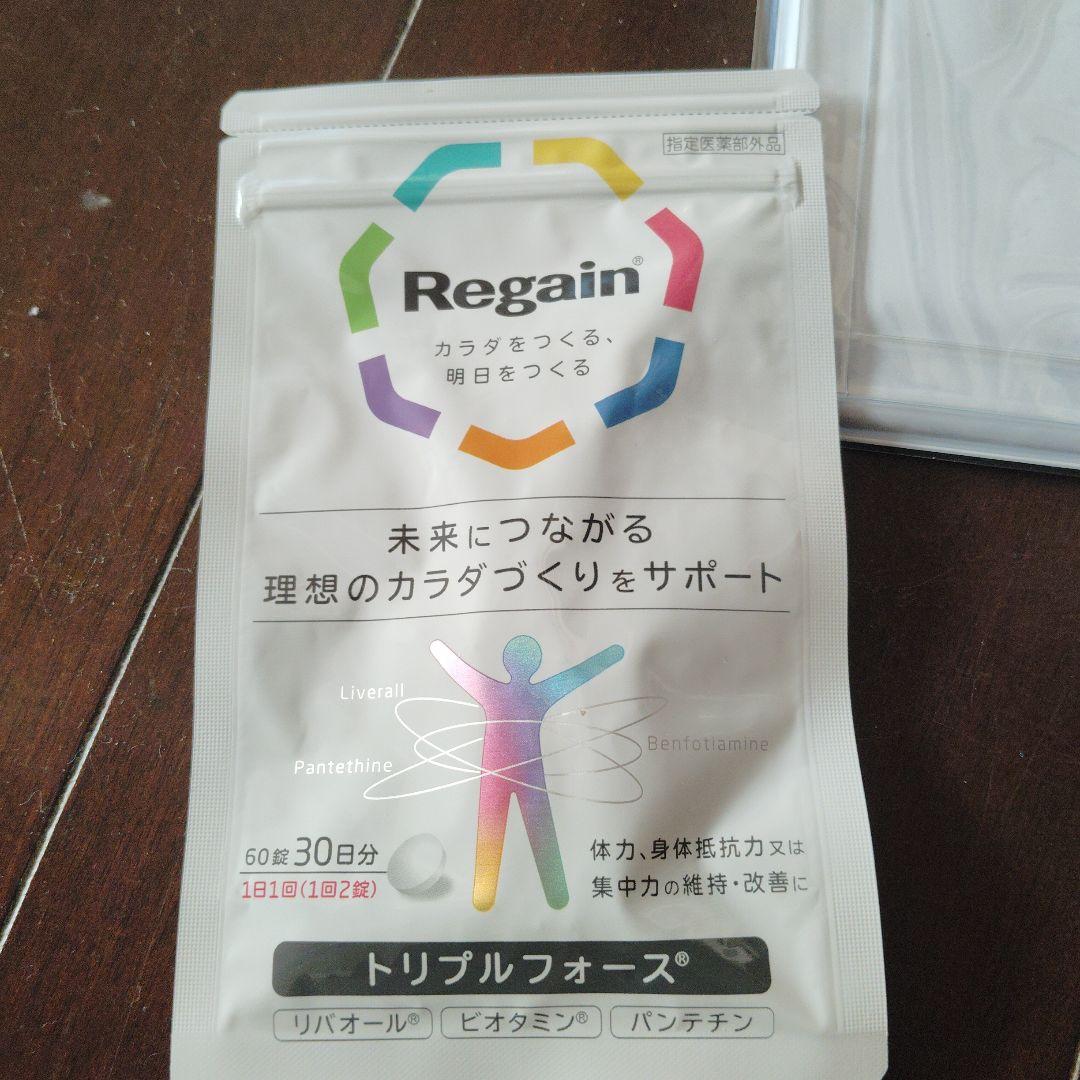 指定医薬部外品
Regain®
カラダをつくる、
明日をつくる
未来につながる
理想のカラダづくりをサポート
Liverall
Benfotiamine
Pantethine
60錠30日分
1日1回(1回2錠)
体力、身体抵抗力又は
集中力の維持・改善に
トリプルフォース®
リバオール® ビオタミン® パンテチン